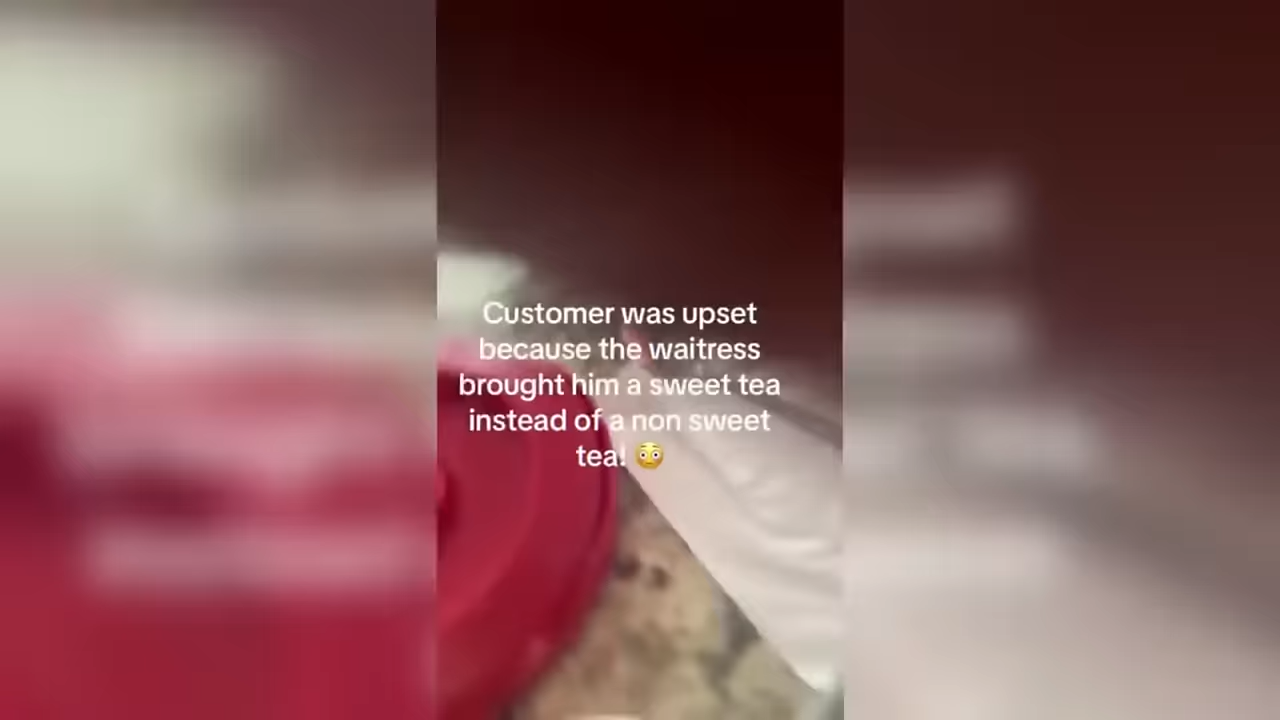 Customer was upset
because the waitress
brought him a sweet tea
instead of a non sweet
tea! 😳